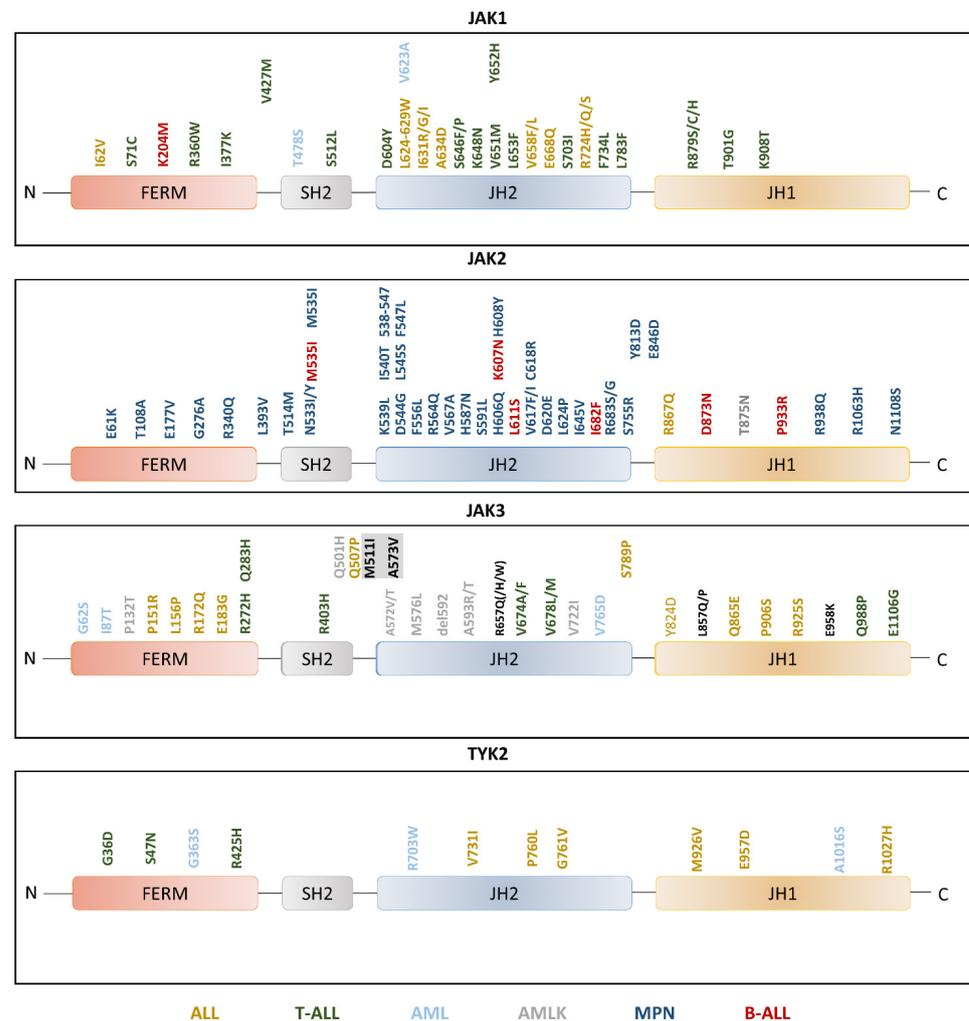 JAK1
V623A Y652H
V427M
I62V S71C K204M R360W I377K T478S S512L D604Y L624-629W I631R/G/I A634D S646F/P K648N V651M L653F V658F/L E668Q S703I R724H/Q/S F734L L783F R879S/C/H T901G K908T
N FERM SH2 JH2 JH1 C
JAK2
M535I I540T 538-547 L545S F547L K607N H608Y Y813D E846D
M535I C618R
E61K T108A E177V G276A R340Q L393V T514M N533I/Y K539L D544G F556L R564Q V567A H587N S591L H606Q L611S V617F/I D620E L624P I645V I682F R683S/G S755R R867Q D873N T875N P933R R938Q R1063H N1108S
N FERM SH2 JH2 JH1 C
JAK3
Q283H Q501H Q507P M511I A573V S789P
G62S I87T P132T P151R L156P R172Q E183G R272H R403H A572V/T M576L del592 A593R/T R657Q(/H/W) V674A/F V678L/M V722I V765D Y824D L857Q/P Q865E P906S R925S E958K Q988P E1106G
N FERM SH2 JH2 JH1 C
TYK2
G36D S47N G363S R425H R703W V731I P760L G761V M926V E957D A1016S R1027H
N FERM SH2 JH2 JH1 C
ALL T-ALL AML AMLK MPN B-ALL